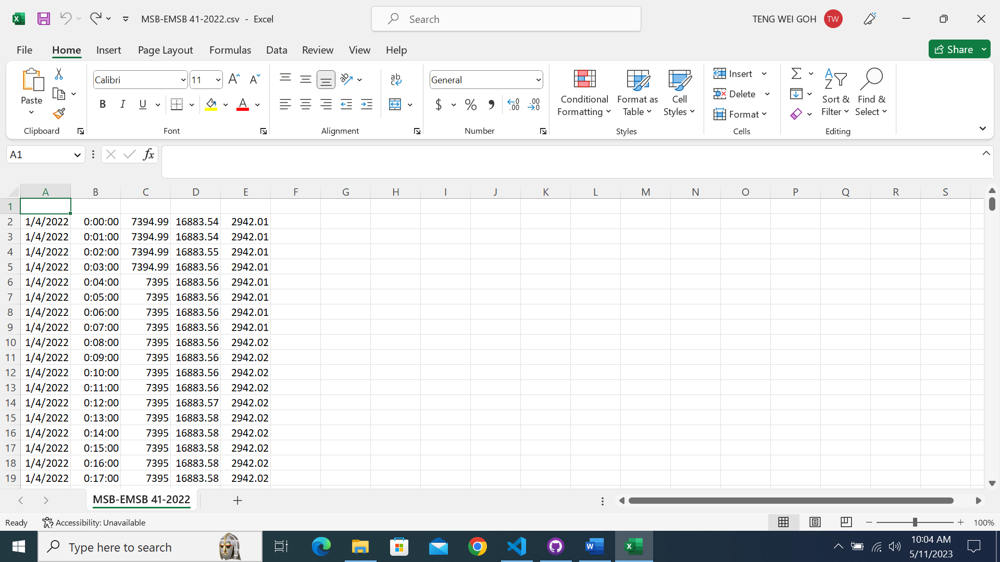 MSB-EMSB 41-2022.csv - Excel
Search
TENG WEI GOH TW
File Home Insert Page Layout Formulas Data Review View Help Share
Paste
Clipboard
Calibri 11
B I U A
Font
ab
Alignment
General
$ % , .00 .00
Number
Conditional Formatting
Format as Table
Cell Styles
Styles
Insert
Delete
Format
Cells
Sort & Filter
Find & Select
Editing
A1 fx
A B C D E F G H I J K L M N O P Q R S
1
2 1/4/2022 0:00:00 7394.99 16883.54 2942.01
3 1/4/2022 0:01:00 7394.99 16883.54 2942.01
4 1/4/2022 0:02:00 7394.99 16883.55 2942.01
5 1/4/2022 0:03:00 7394.99 16883.56 2942.01
6 1/4/2022 0:04:00 7395 16883.56 2942.01
7 1/4/2022 0:05:00 7395 16883.56 2942.01
8 1/4/2022 0:06:00 7395 16883.56 2942.01
9 1/4/2022 0:07:00 7395 16883.56 2942.01
10 1/4/2022 0:08:00 7395 16883.56 2942.02
11 1/4/2022 0:09:00 7395 16883.56 2942.02
12 1/4/2022 0:10:00 7395 16883.56 2942.02
13 1/4/2022 0:11:00 7395 16883.56 2942.02
14 1/4/2022 0:12:00 7395 16883.57 2942.02
15 1/4/2022 0:13:00 7395 16883.58 2942.02
16 1/4/2022 0:14:00 7395 16883.58 2942.02
17 1/4/2022 0:15:00 7395 16883.58 2942.02
18 1/4/2022 0:16:00 7395 16883.58 2942.02
19 1/4/2022 0:17:00 7395 16883.58 2942.02
MSB-EMSB 41-2022
Ready Accessibility: Unavailable 100%
Type here to search
10:04 AM
5/11/2023